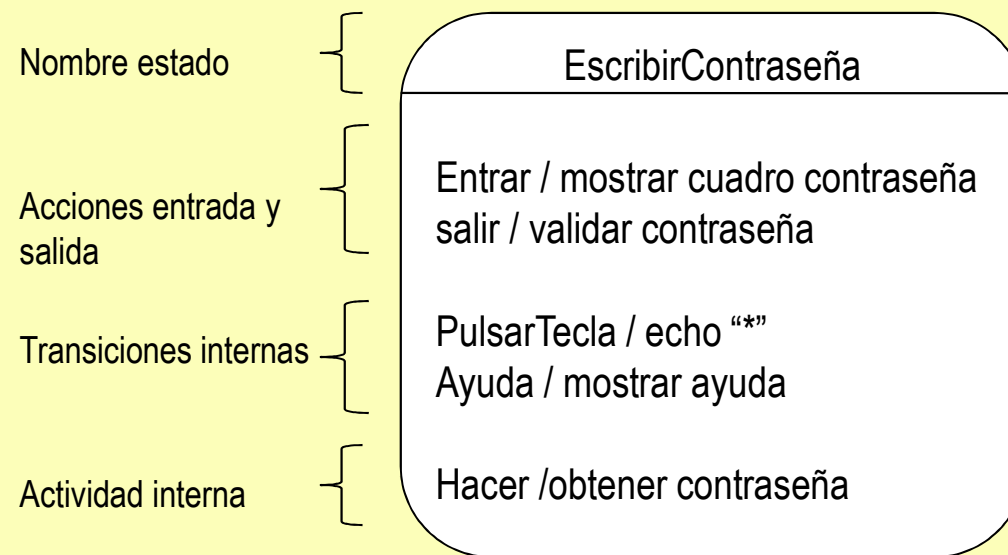 Nombre estado
EscribirContraseña
Acciones entrada y
salida
Entrar / mostrar cuadro contraseña
salir / validar contraseña
Transiciones internas
PulsarTecla / echo “*”
Ayuda / mostrar ayuda
Actividad interna
Hacer /obtener contraseña